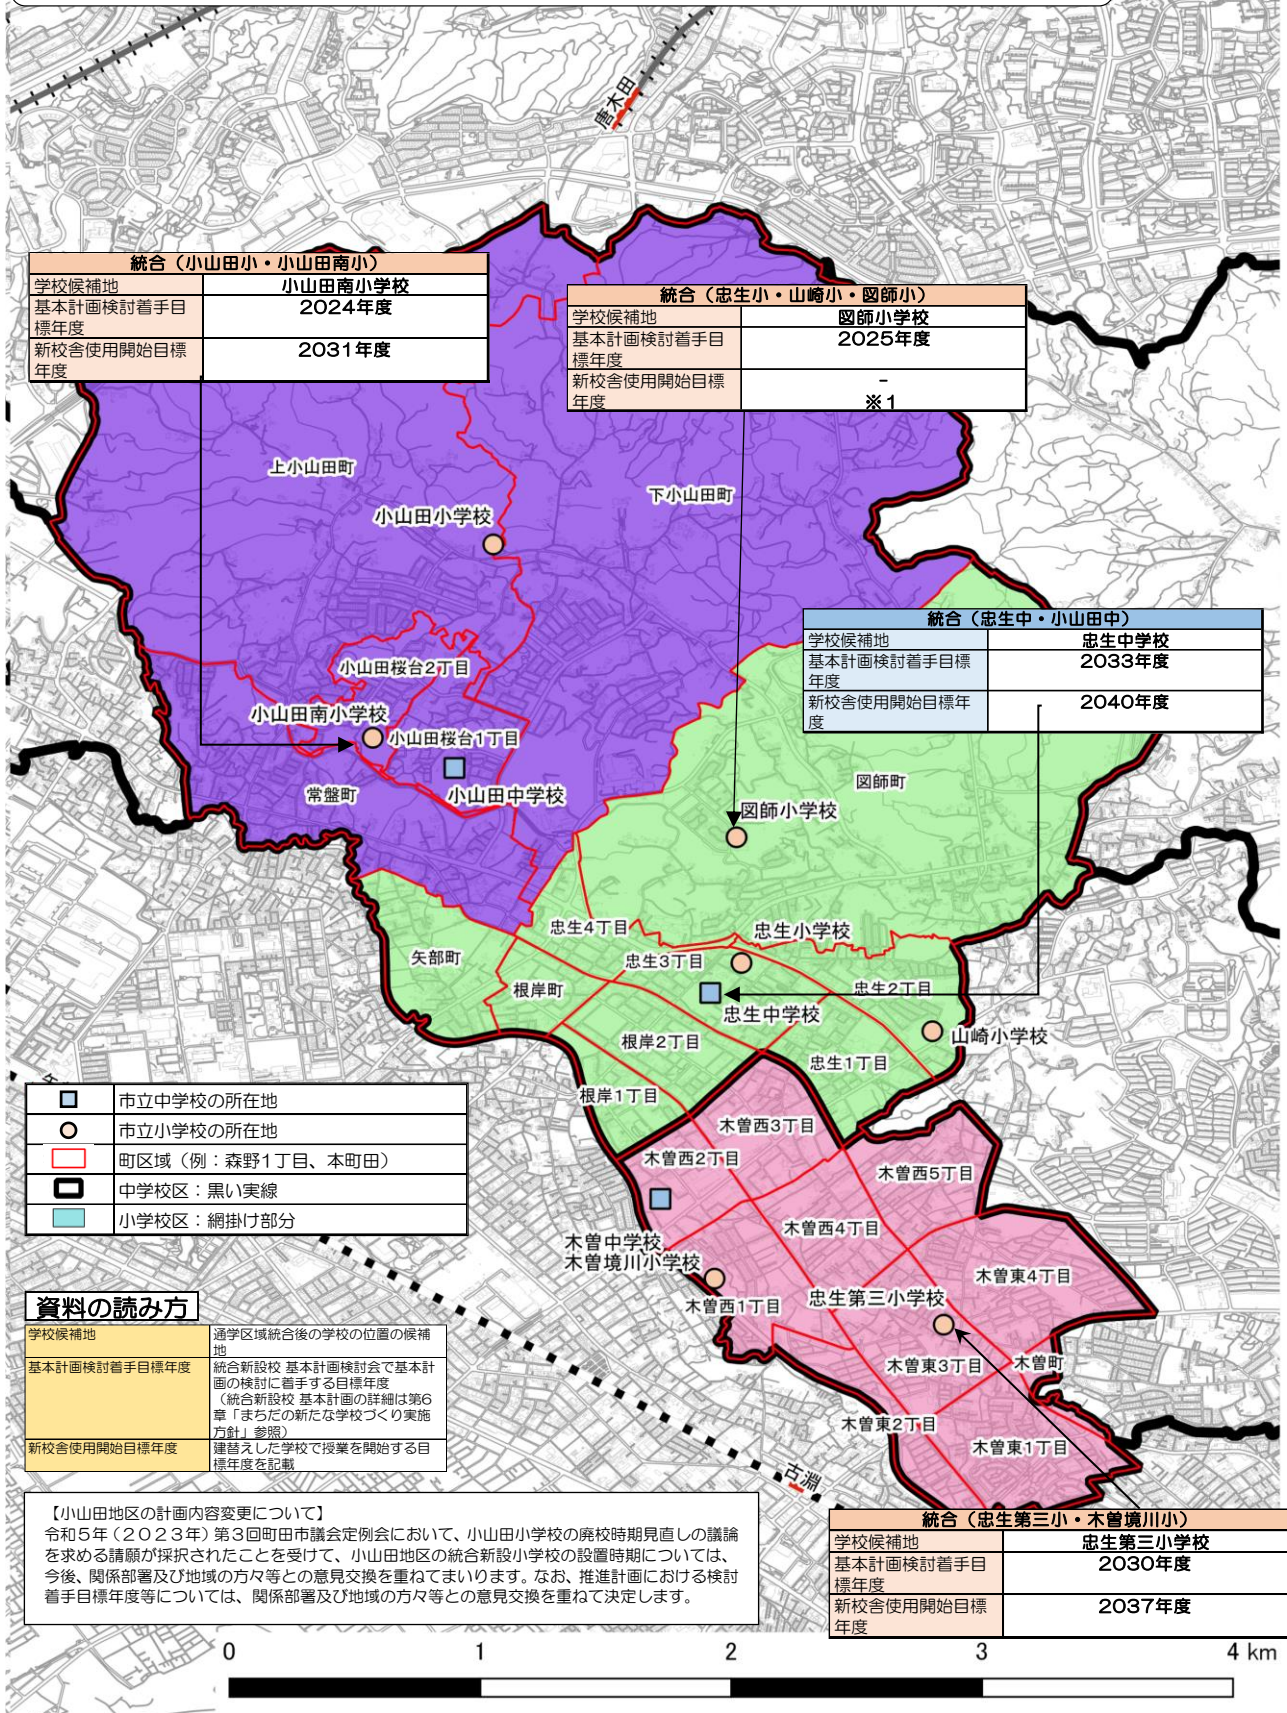 唐木田
統合（小山田小・小山田南小）
学校候補地 小山田南小学校
基本計画検討着手目
標年度 2024年度
新校舎使用開始目標
年度 2031年度
統合（忠生小・山崎小・図師小）
学校候補地 図師小学校
基本計画検討着手目
標年度 2025年度
新校舎使用開始目標
年度 -
※1
上小山田町
下小山田町
小山田小学校
統合（忠生中・小山田中）
学校候補地 忠生中学校
基本計画検討着手目標
年度 2033年度
新校舎使用開始目標年
度 2040年度
小山田桜台2丁目
小山田南小学校
小山田桜台1丁目
常盤町
小山田中学校
図師町
図師小学校
忠生4丁目
忠生小学校
矢部町
忠生3丁目
根岸町
忠生2丁目
忠生中学校
山崎小学校
根岸2丁目
忠生1丁目
根岸1丁目
木曽西3丁目
木曽西2丁目
木曽西5丁目
木曽西4丁目
木曽中学校
木曽境川小学校
木曽東4丁目
木曽西1丁目
忠生第三小学校
木曽東3丁目
木曽町
木曽東2丁目
木曽東1丁目
古淵
市立中学校の所在地
市立小学校の所在地
町区域（例：森野1丁目、本町田）
中学校区：黒い実線
小学校区：網掛け部分
資料の読み方
学校候補地 通学区域統合後の学校の位置の候補
地
基本計画検討着手目標年度 統合新設校 基本計画検討会で基本計
画の検討に着手する目標年度
（統合新設校 基本計画の詳細は第6
章「まちだの新たな学校づくり実施
方針」参照）
新校舎使用開始目標年度 建替えした学校で授業を開始する目
標年度を記載
【小山田地区の計画内容変更について】
令和５年（２０２３年）第３回町田市議会定例会において、小山田小学校の廃校時期見直しの議論
を求める請願が採択されたことを受けて、小山田地区の統合新設小学校の設置時期については、
今後、関係部署及び地域の方々等との意見交換を重ねてまいります。なお、推進計画における検討
着手目標年度等については、関係部署及び地域の方々等との意見交換を重ねて決定します。
統合（忠生第三小・木曽境川小）
学校候補地 忠生第三小学校
基本計画検討着手目
標年度 2030年度
新校舎使用開始目標
年度 2037年度
0 1 2 3 4 km